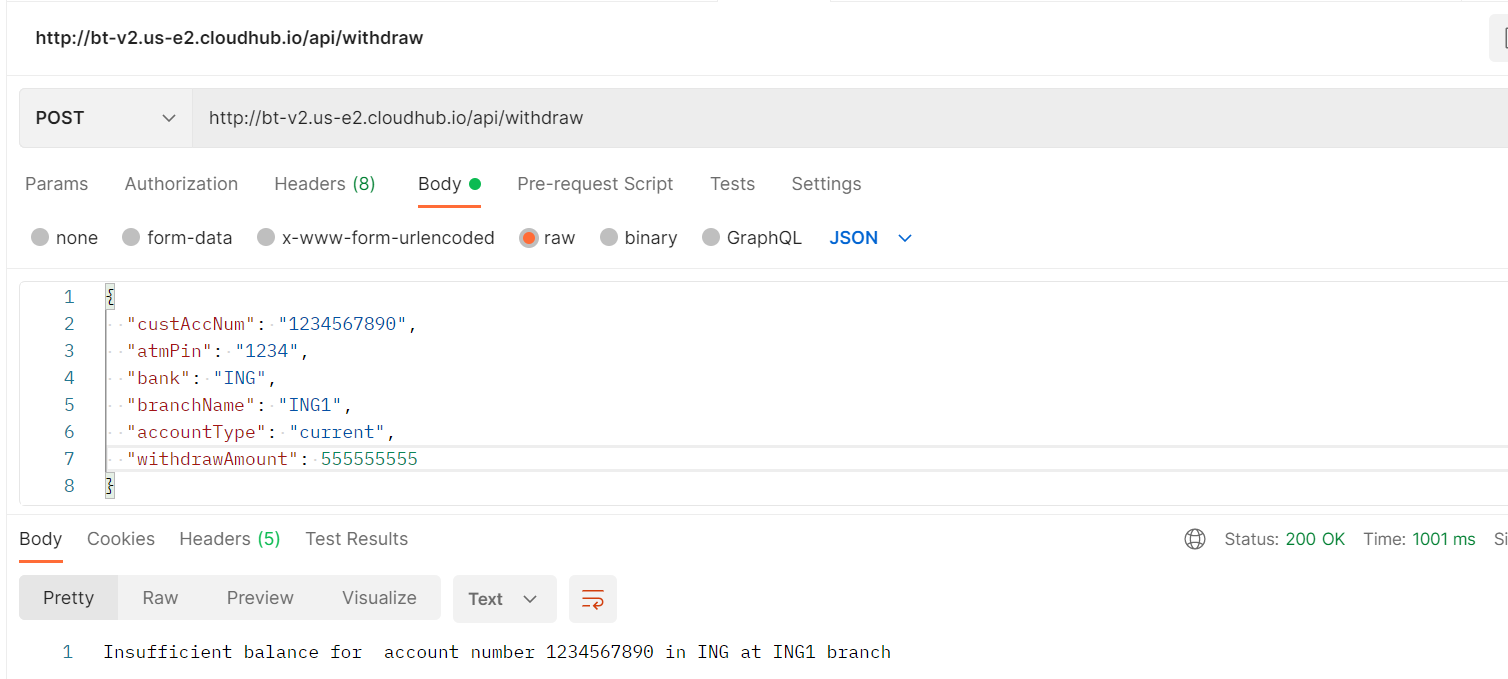 http://bt-v2.us-e2.cloudhub.io/api/withdraw
POST http://bt-v2.us-e2.cloudhub.io/api/withdraw
Params Authorization Headers (8) Body Pre-request Script Tests Settings
none form-data x-www-form-urlencoded raw binary GraphQL JSON
1 {
2 "custAccNum": "1234567890",
3 "atmPin": "1234",
4 "bank": "ING",
5 "branchName": "ING1",
6 "accountType": "current",
7 "withdrawAmount": 555555555
8 }
Body Cookies Headers (5) Test Results Status: 200 OK Time: 1001 ms Si
Pretty Raw Preview Visualize Text
1 Insufficient balance for  account number 1234567890 in ING at ING1 branch